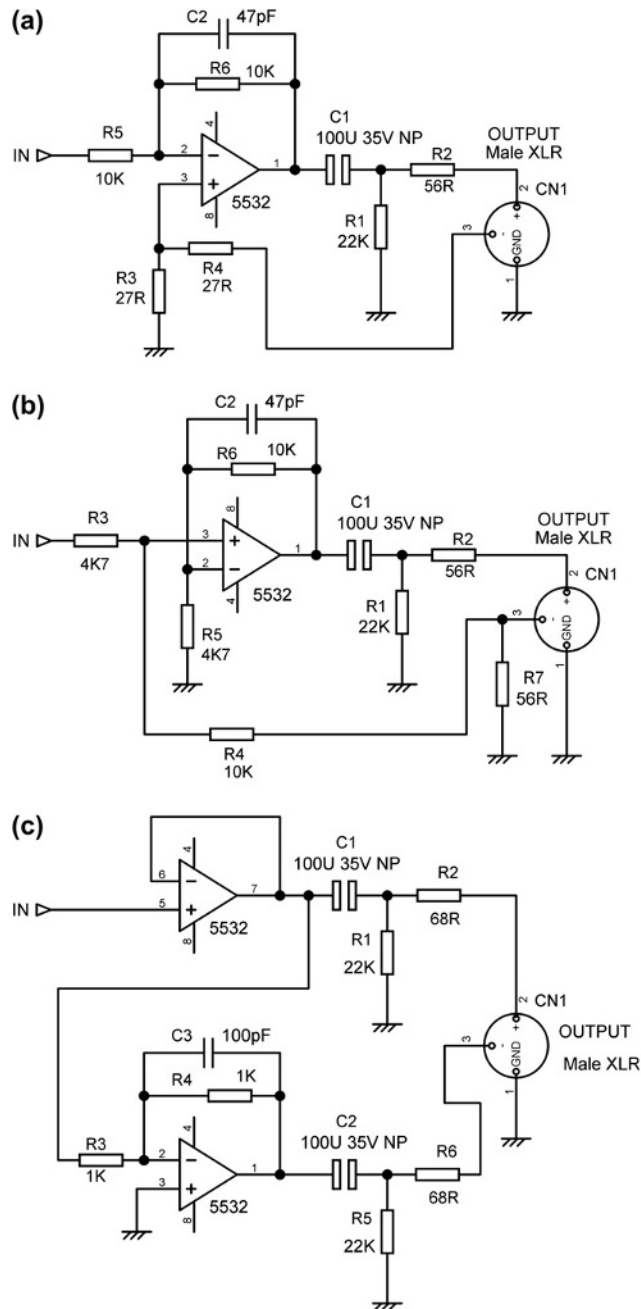 (a)
C2 47pF
R6 10K
R5
10K
IN
2
3
4
8
1
5532
C1
100U 35V NP
R2
56R
R1
22K
OUTPUT
Male XLR
CN1
2
3
1
+
-
GND
R3
27R
R4
27R
(b)
C2 47pF
R6 10K
IN
R3
4K7
3
2
8
4
1
5532
C1
100U 35V NP
R2
56R
R1
22K
OUTPUT
Male XLR
CN1
2
3
1
+
-
GND
R5
4K7
R7
56R
R4
10K
(c)
IN
6
5
4
8
7
5532
C1
100U 35V NP
R2
68R
R1
22K
CN1
2
3
1
+
-
GND
OUTPUT
Male XLR
C3 100pF
R4 1K
R3
1K
2
3
4
8
1
5532
C2
100U 35V NP
R6
68R
R5
22K